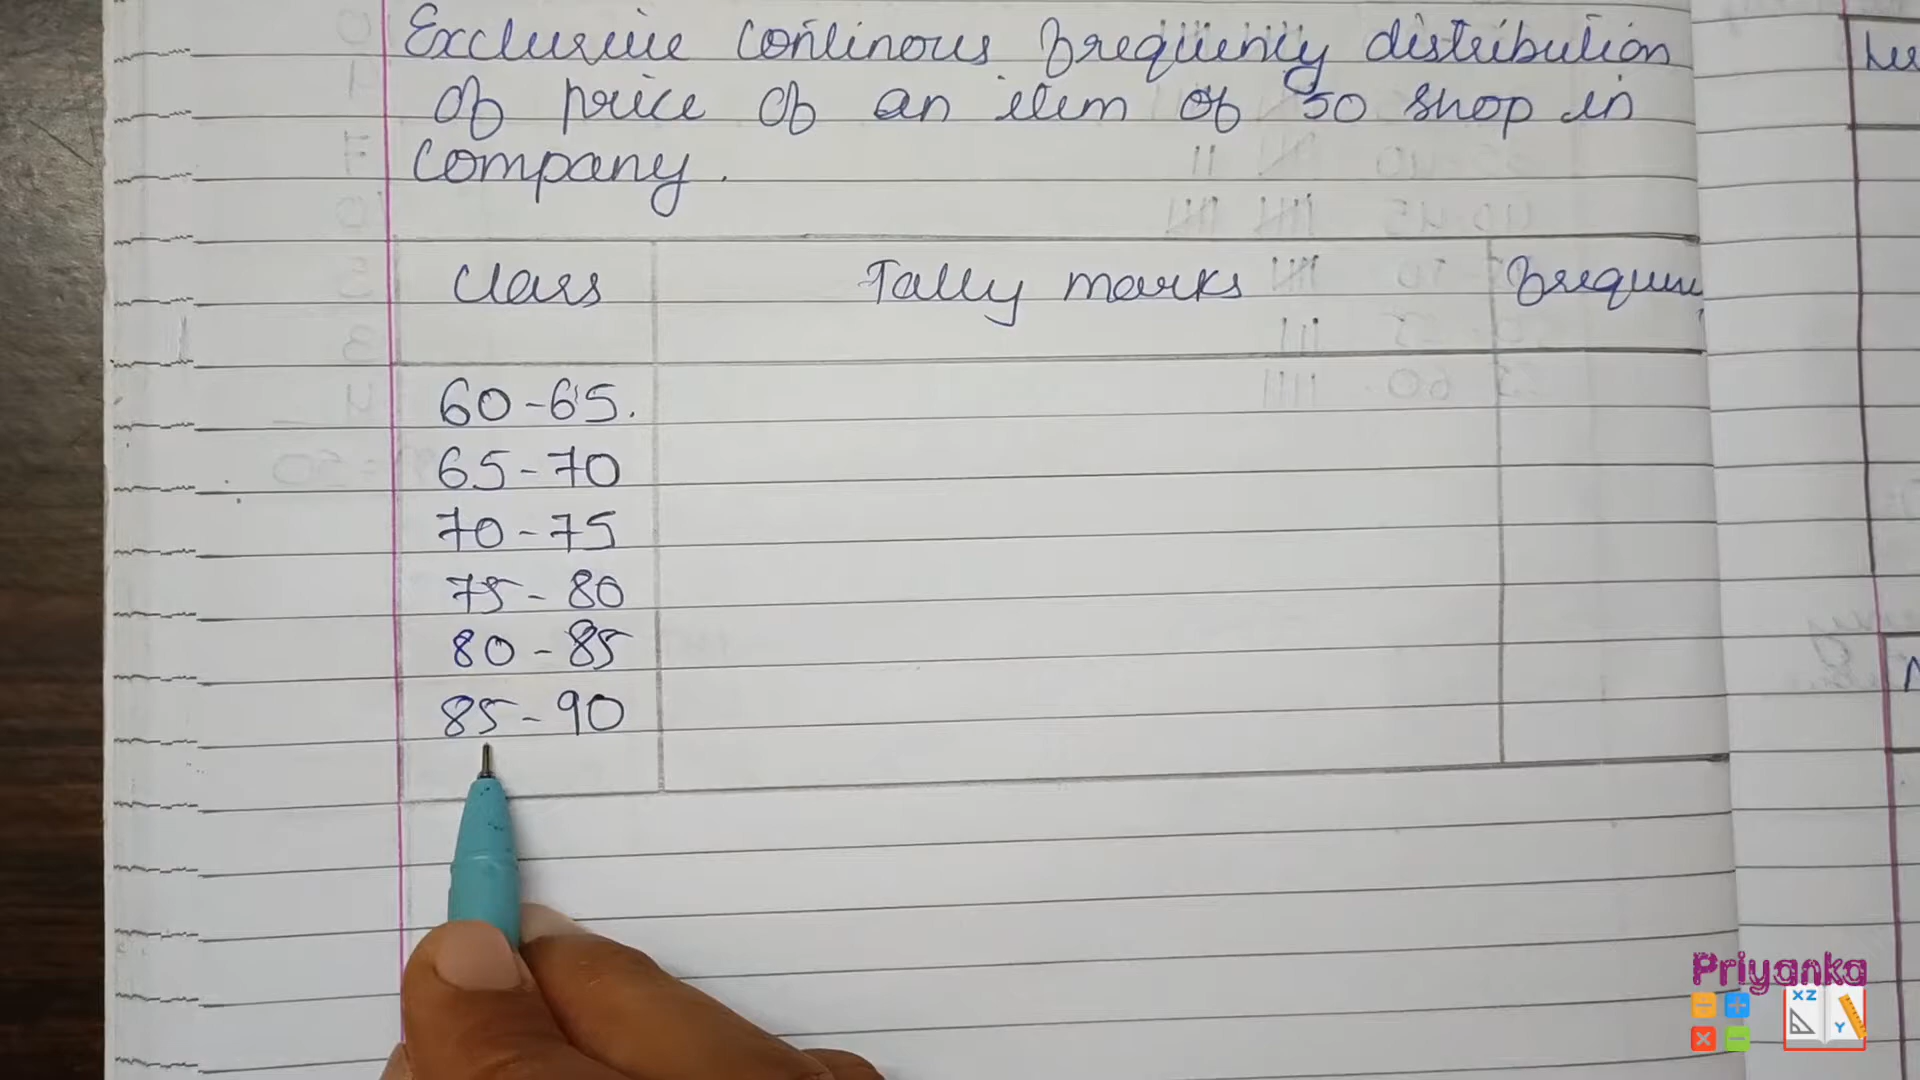 Exclusive continous frequency distribution
of price of an item of 50 shop in
company.
Class Tally marks
60-65.
65-70
70-75
75-80
80-85
85-90
Priyanka
XZ
Y